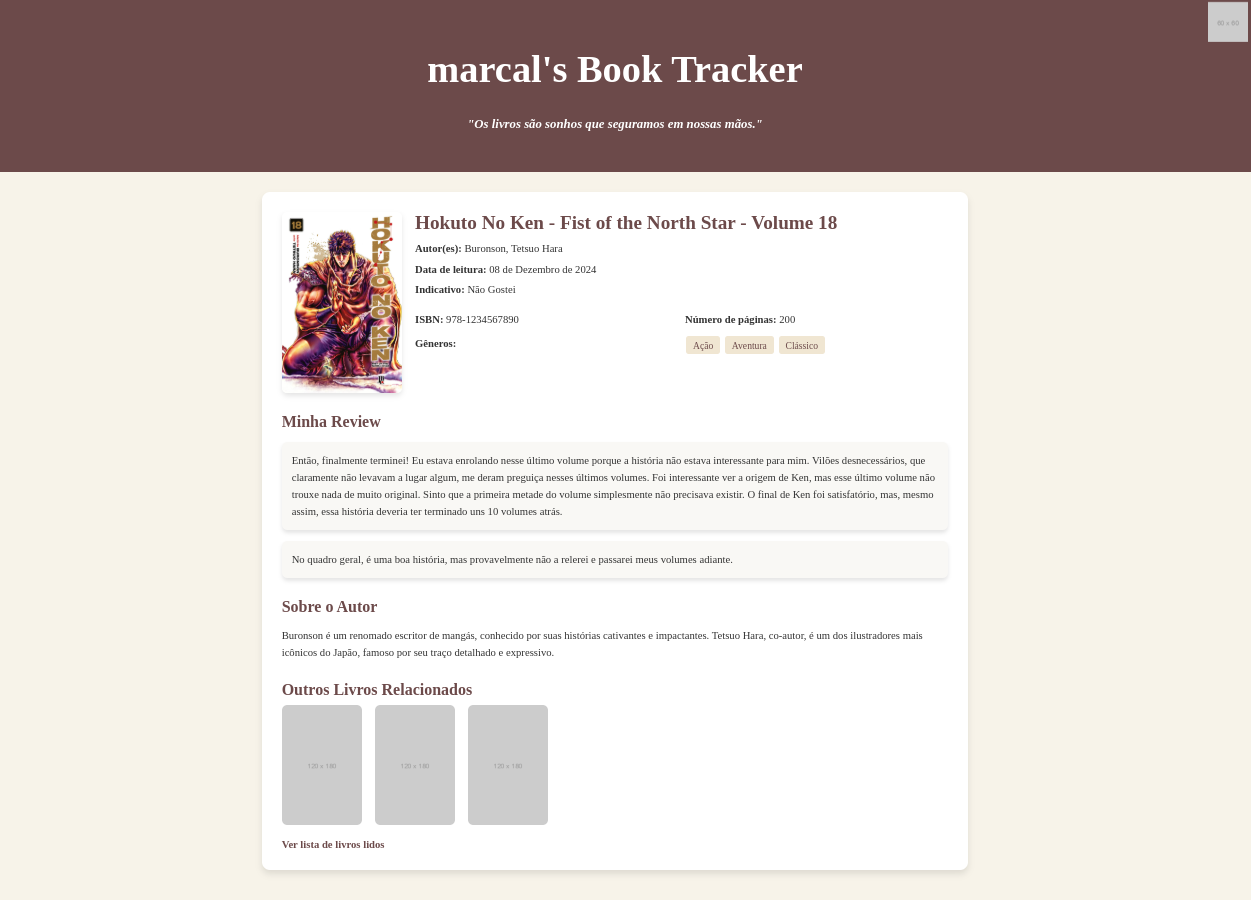 60 x 60
marcal's Book Tracker
"Os livros são sonhos que seguramos em nossas mãos."
18
HOKUTO NO KEN
Hokuto No Ken - Fist of the North Star - Volume 18
Autor(es): Buronson, Tetsuo Hara
Data de leitura: 08 de Dezembro de 2024
Indicativo: Não Gostei
ISBN: 978-1234567890
Número de páginas: 200
Gêneros:
Ação
Aventura
Clássico
Minha Review
Então, finalmente terminei! Eu estava enrolando nesse último volume porque a história não estava interessante para mim. Vilões desnecessários, que
claramente não levavam a lugar algum, me deram preguiça nesses últimos volumes. Foi interessante ver a origem de Ken, mas esse último volume não
trouxe nada de muito original. Sinto que a primeira metade do volume simplesmente não precisava existir. O final de Ken foi satisfatório, mas, mesmo
assim, essa história deveria ter terminado uns 10 volumes atrás.
No quadro geral, é uma boa história, mas provavelmente não a relerei e passarei meus volumes adiante.
Sobre o Autor
Buronson é um renomado escritor de mangás, conhecido por suas histórias cativantes e impactantes. Tetsuo Hara, co-autor, é um dos ilustradores mais
icônicos do Japão, famoso por seu traço detalhado e expressivo.
Outros Livros Relacionados
120 x 180
120 x 180
120 x 180
Ver lista de livros lidos